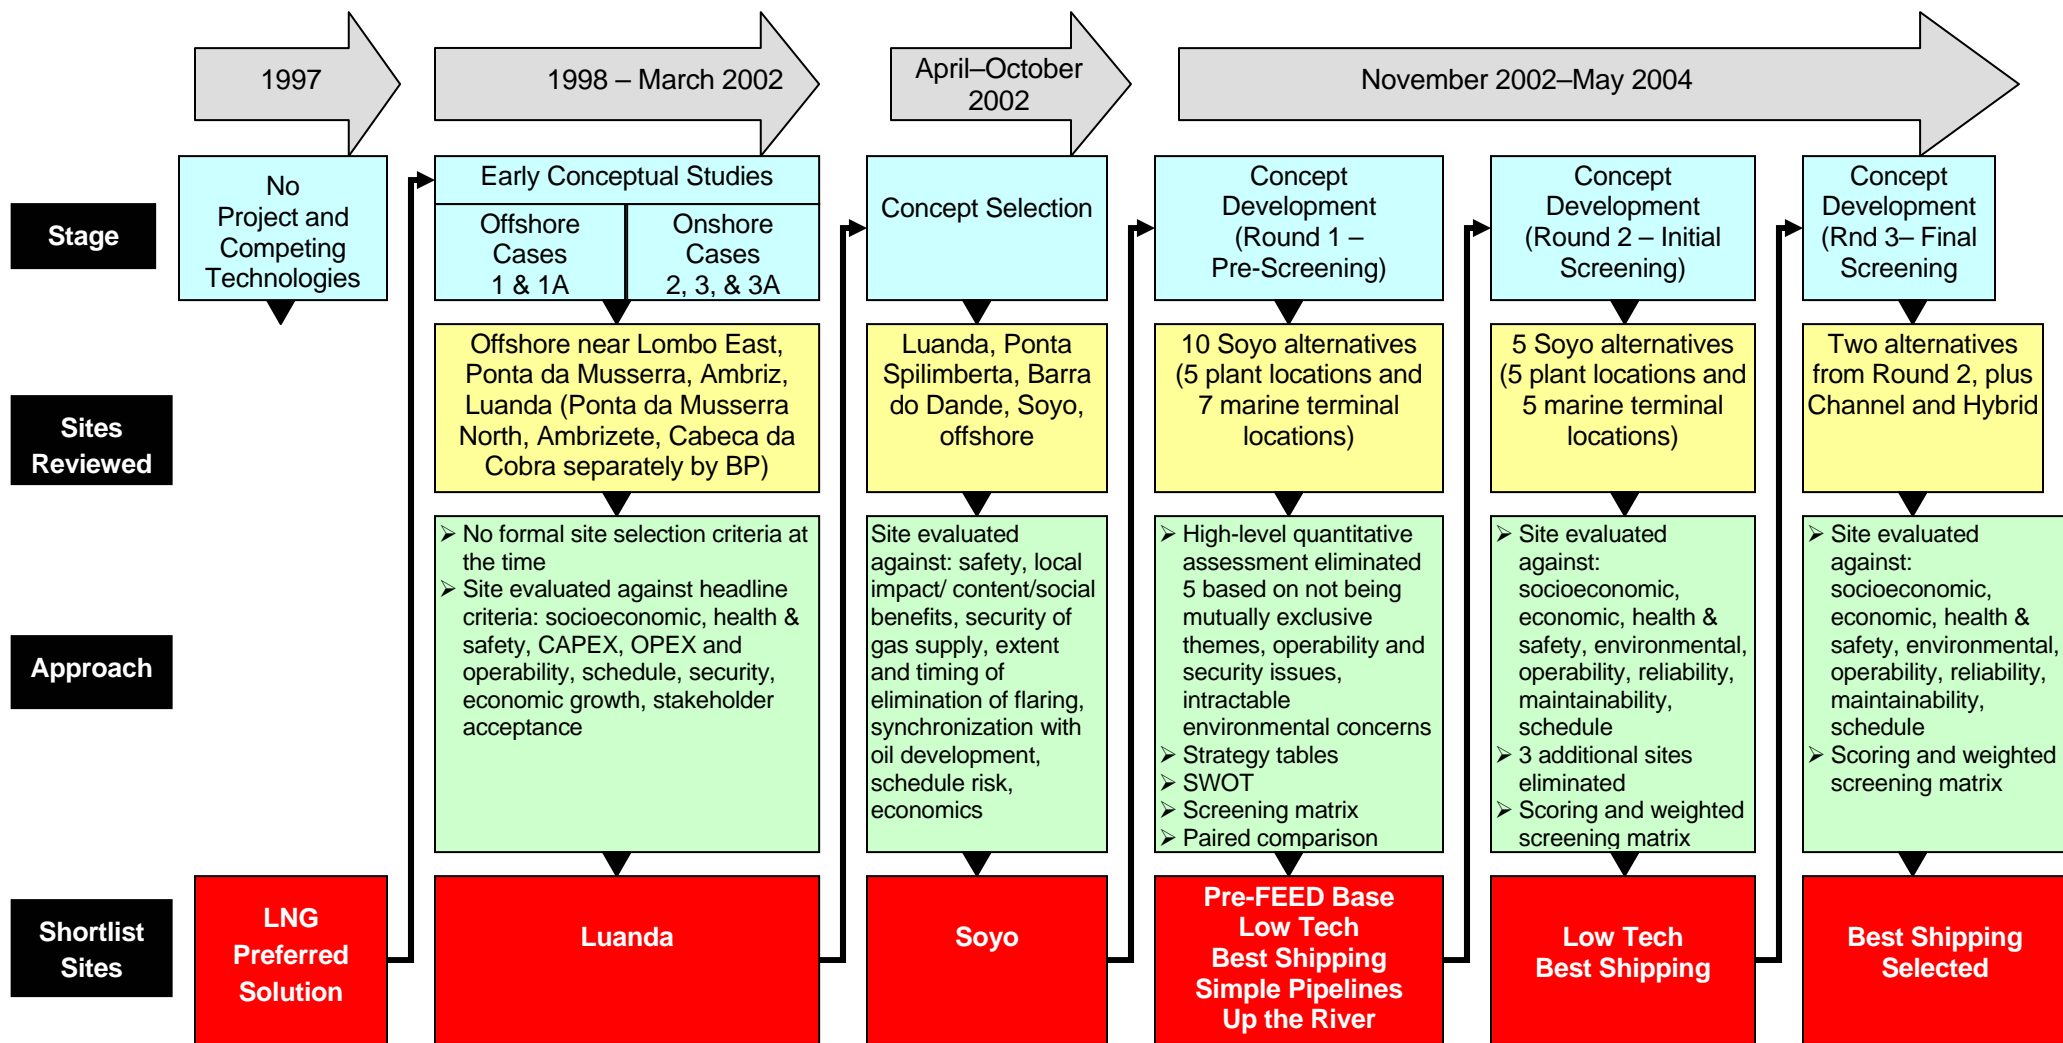 1997
1998 – March 2002
April–October
2002
November 2002–May 2004
Stage
No
Project and
Competing
Technologies
Early Conceptual Studies
Offshore
Cases
1 & 1A
Onshore
Cases
2, 3, & 3A
Concept Selection
Concept
Development
(Round 1 –
Pre-Screening)
Concept
Development
(Round 2 – Initial
Screening)
Concept
Development
(Rnd 3– Final
Screening
Sites
Reviewed
Offshore near Lombo East,
Ponta da Musserra, Ambriz,
Luanda (Ponta da Musserra
North, Ambrizete, Cabeca da
Cobra separately by BP)
Luanda, Ponta
Spilimberta, Barra
do Dande, Soyo,
offshore
10 Soyo alternatives
(5 plant locations and
7 marine terminal
locations)
5 Soyo alternatives
(5 plant locations and
5 marine terminal
locations)
Two alternatives
from Round 2, plus
Channel and Hybrid
Approach
➢ No formal site selection criteria at
the time
➢ Site evaluated against headline
criteria: socioeconomic, health &
safety, CAPEX, OPEX and
operability, schedule, security,
economic growth, stakeholder
acceptance
Site evaluated
against: safety, local
impact/ content/social
benefits, security of
gas supply, extent
and timing of
elimination of flaring,
synchronization with
oil development,
schedule risk,
economics
➢ High-level quantitative
assessment eliminated
5 based on not being
mutually exclusive
themes, operability and
security issues,
intractable
environmental concerns
➢ Strategy tables
➢ SWOT
➢ Screening matrix
➢ Paired comparison
➢ Site evaluated
against:
socioeconomic,
economic, health &
safety, environmental,
operability, reliability,
maintainability,
schedule
➢ 3 additional sites
eliminated
➢ Scoring and weighted
screening matrix
➢ Site evaluated
against:
socioeconomic,
economic, health &
safety, environmental,
operability, reliability,
maintainability,
schedule
➢ Scoring and weighted
screening matrix
Shortlist
Sites
LNG
Preferred
Solution
Luanda
Soyo
Pre-FEED Base
Low Tech
Best Shipping
Simple Pipelines
Up the River
Low Tech
Best Shipping
Best Shipping
Selected